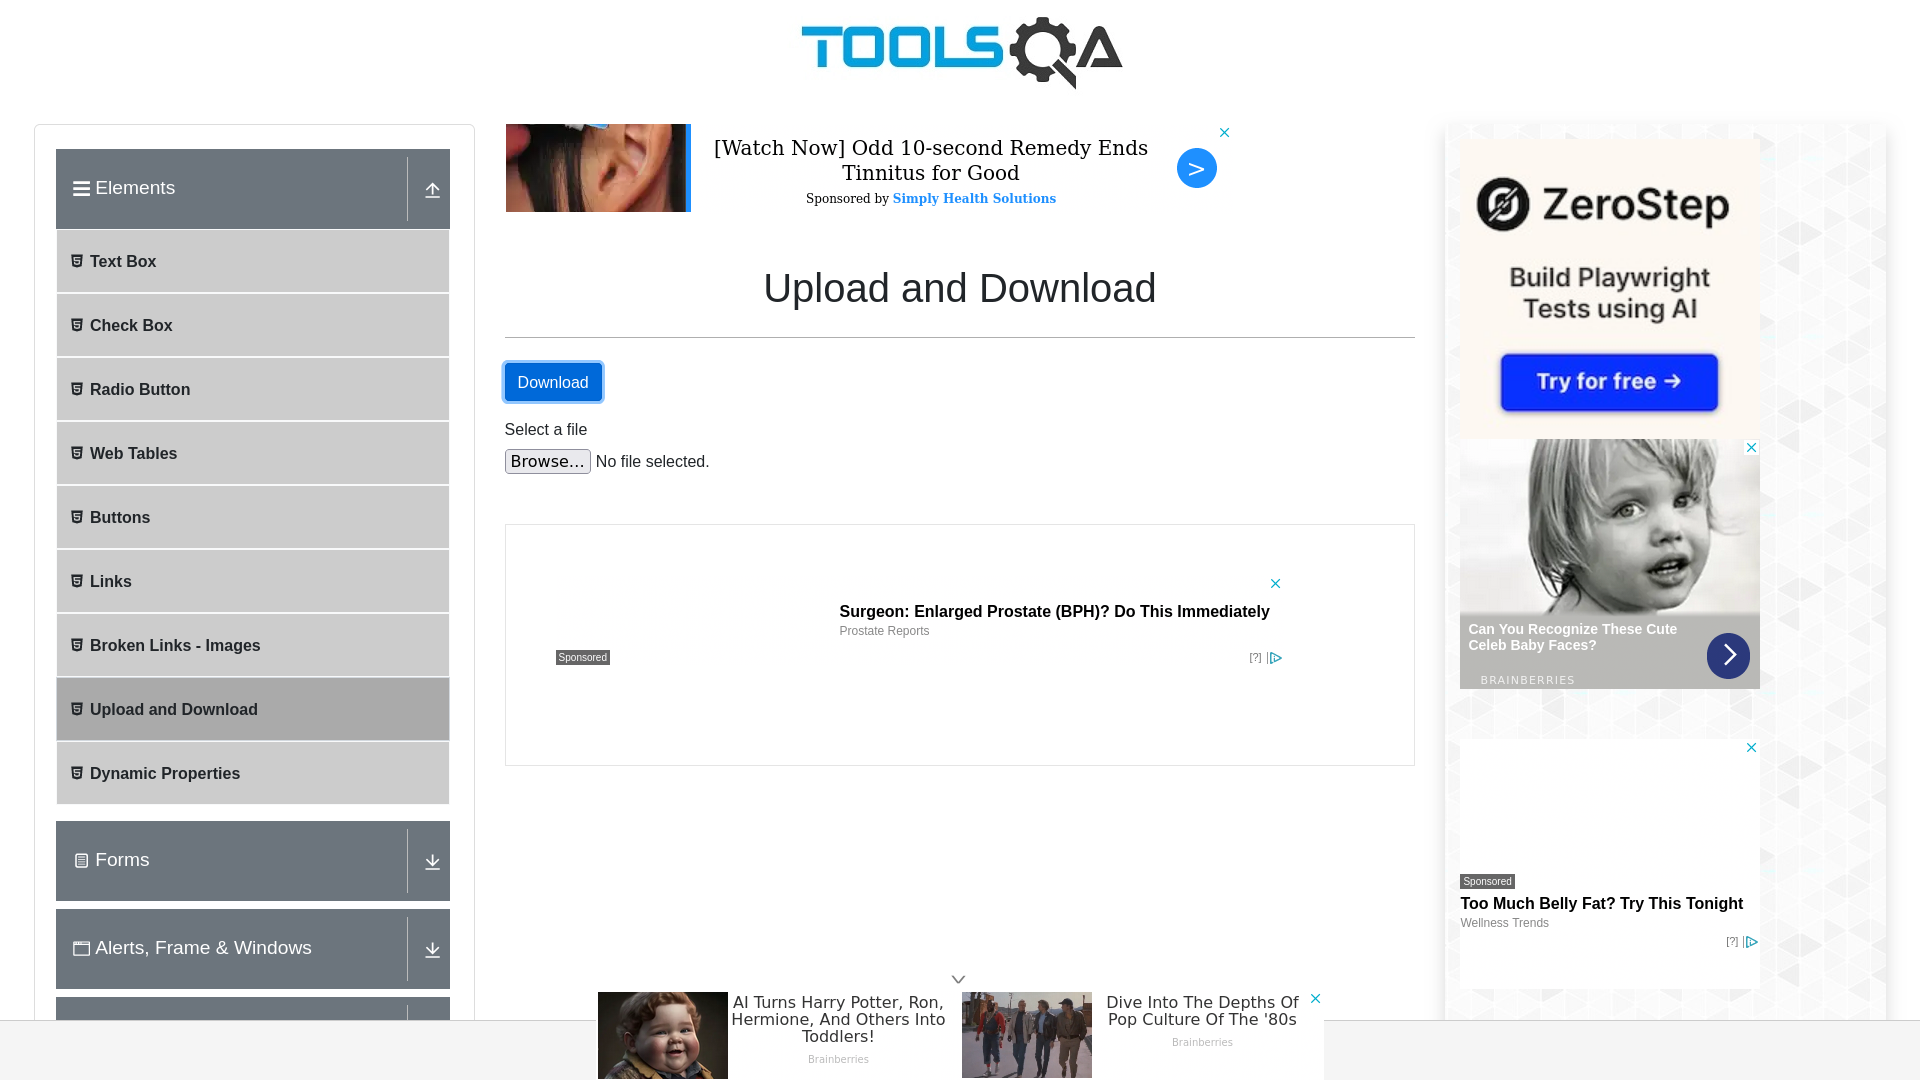 TOOLSQA
Elements
Text Box
Check Box
Radio Button
Web Tables
Buttons
Links
Broken Links - Images
Upload and Download
Dynamic Properties
Forms
Alerts, Frame & Windows
[Watch Now] Odd 10-second Remedy Ends
Tinnitus for Good
Sponsored by Simply Health Solutions
>
Upload and Download
Download
Select a file
Browse... No file selected.
Surgeon: Enlarged Prostate (BPH)? Do This Immediately
Prostate Reports
Sponsored
[?]
AI Turns Harry Potter, Ron,
Hermione, And Others Into
Toddlers!
Brainberries
Dive Into The Depths Of
Pop Culture Of The '80s
Brainberries
ZeroStep
Build Playwright
Tests using AI
Try for free →
Can You Recognize These Cute
Celeb Baby Faces?
BRAINBERRIES
Sponsored
Too Much Belly Fat? Try This Tonight
Wellness Trends
[?]